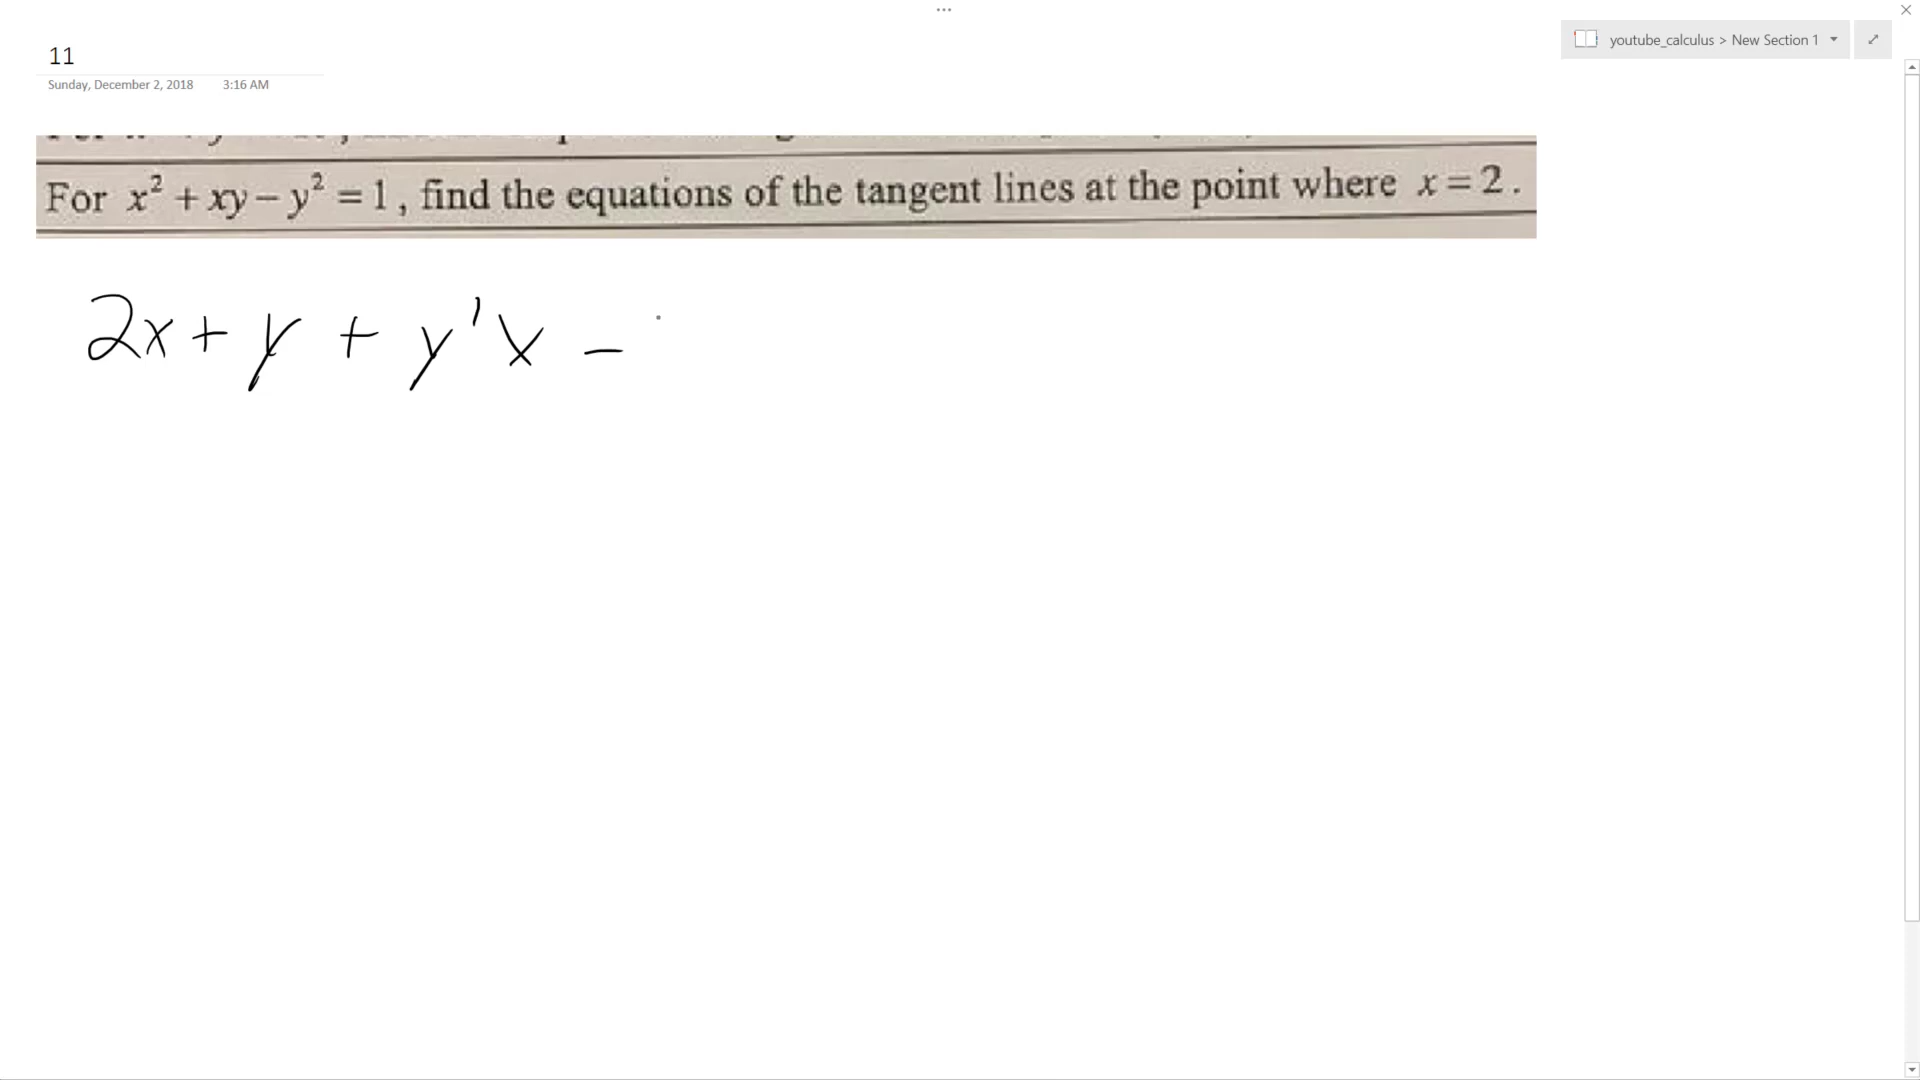 youtube_calculus > New Section 1
11
Sunday, December 2, 2018 3:16 AM
For x² + xy − y² = 1, find the equations of the tangent lines at the point where x = 2.
2x + y + y'x −